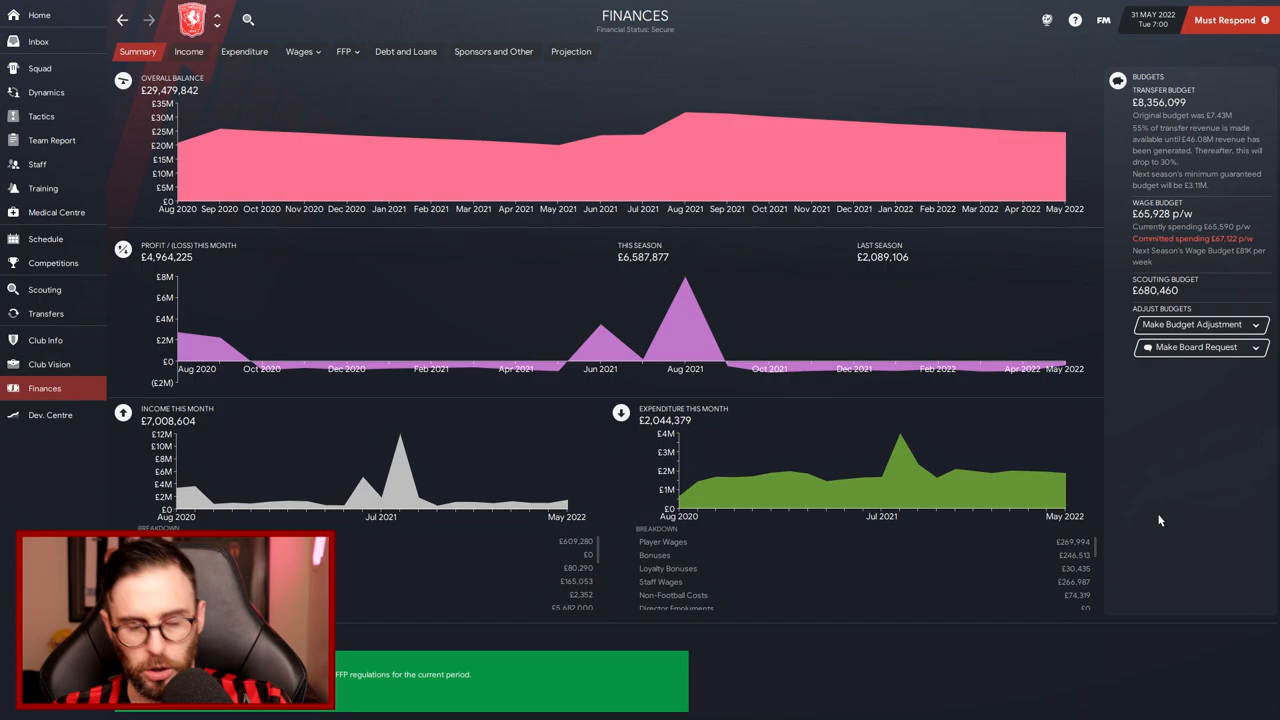 Home
Inbox
Squad
Dynamics
Tactics
Team Report
Staff
Training
Medical Centre
Schedule
Competitions
Scouting
Transfers
Club Info
Club Vision
Finances
Dev. Centre
FINANCES
Financial Status: Secure
FM
31 MAY 2022
Tue 7:00
Must Respond
Summary Income Expenditure Wages FFP Debt and Loans Sponsors and Other Projection
OVERALL BALANCE
£29,479,842
£35M
£30M
£25M
£20M
£15M
£10M
£5M
£0
Aug 2020 Sep 2020 Oct 2020 Nov 2020 Dec 2020 Jan 2021 Feb 2021 Mar 2021 Apr 2021 May 2021 Jun 2021 Jul 2021 Aug 2021 Sep 2021 Oct 2021 Nov 2021 Dec 2021 Jan 2022 Feb 2022 Mar 2022 Apr 2022 May 2022
PROFIT / (LOSS) THIS MONTH
£4,964,225
THIS SEASON
£6,587,877
LAST SEASON
£2,089,106
£8M
£6M
£4M
£2M
£0
(£2M)
Aug 2020 Oct 2020 Dec 2020 Feb 2021 Apr 2021 Jun 2021 Aug 2021 Oct 2021 Dec 2021 Feb 2022 Apr 2022 May 2022
INCOME THIS MONTH
£7,008,604
£12M
£10M
£8M
£6M
£4M
£2M
£0
Aug 2020 Jul 2021 May 2022
BREAKDOWN
£609,280
£0
£80,290
£165,053
£2,352
£5,682,000
EXPENDITURE THIS MONTH
£2,044,379
£4M
£3M
£2M
£1M
£0
Aug 2020 Jul 2021 May 2022
BREAKDOWN
Player Wages £269,994
Bonuses £246,513
Loyalty Bonuses £30,435
Staff Wages £266,987
Non-Football Costs £74,319
Director Emoluments £0
FFP regulations for the current period.
BUDGETS
TRANSFER BUDGET
£8,356,099
Original budget was £7.43M
55% of transfer revenue is made
available until £46.08M revenue has
been generated. Thereafter, this will
drop to 30%.
Next season's minimum guaranteed
budget will be £3.11M.
WAGE BUDGET
£65,928 p/w
Currently spending £65,590 p/w
Committed spending £67,122 p/w
Next Season's Wage Budget £81K per
week
SCOUTING BUDGET
£680,460
ADJUST BUDGETS
Make Budget Adjustment
Make Board Request